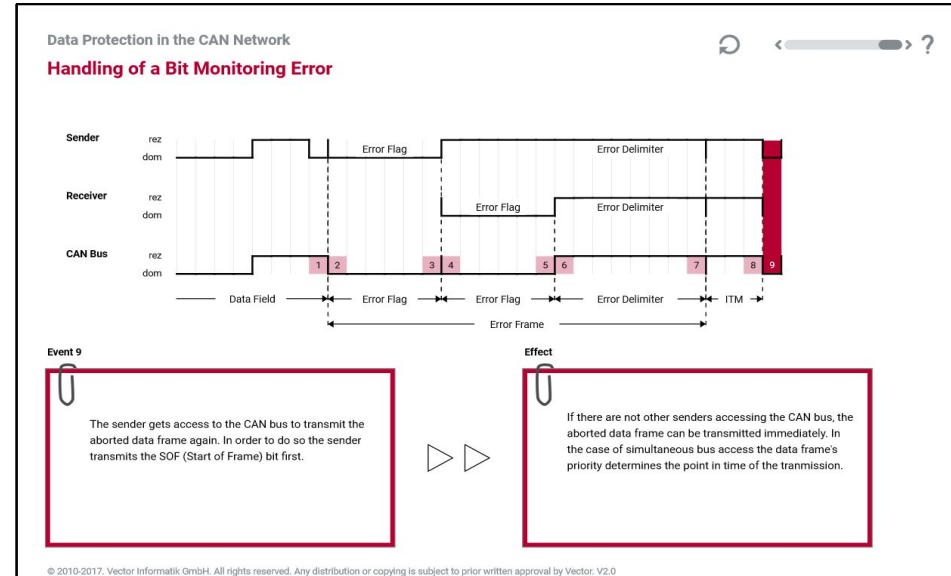 Data Protection in the CAN Network
?
Handling of a Bit Monitoring Error
Sender
rez
dom
Error Flag
Error Delimiter
Receiver
rez
dom
Error Flag
Error Delimiter
CAN Bus
rez
dom
1 2 3 4 5 6 7 8 9
Data Field
Error Flag
Error Flag
Error Delimiter
ITM
Error Frame
Event 9
The sender gets access to the CAN bus to transmit the
aborted data frame again. In order to do so the sender
transmits the SOF (Start of Frame) bit first.
Effect
If there are not other senders accessing the CAN bus, the
aborted data frame can be transmitted immediately. In
the case of simultaneous bus access the data frame's
priority determines the point in time of the tranmission.
© 2010-2017. Vector Informatik GmbH. All rights reserved. Any distribution or copying is subject to prior written approval by Vector. V2.0